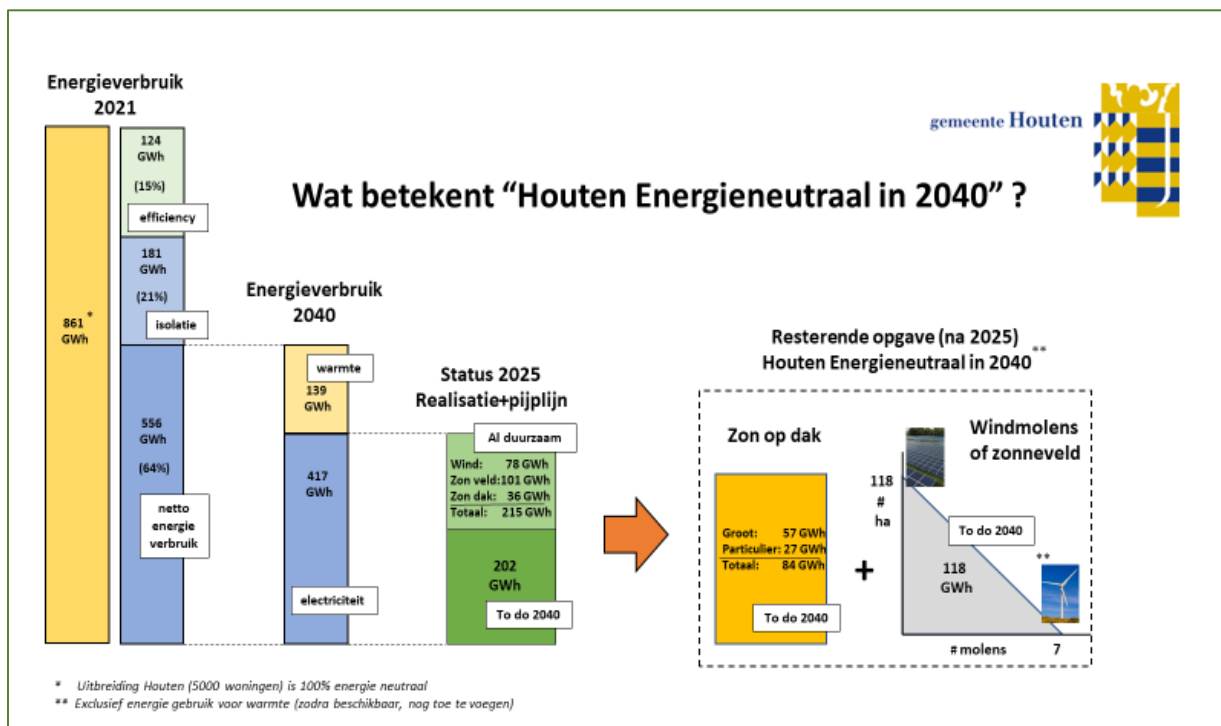 Energieverbruik
2021
gemeente Houten
Wat betekent “Houten Energieneutraal in 2040” ?
124
GWh
(15%)
efficiency
181
GWh
(21%)
isolatie
861 *
GWh
556
GWh
(64%)
netto
energie
verbruik
Energieverbruik
2040
warmte
139
GWh
417
GWh
electriciteit
Status 2025
Realisatie+pijplijn
Al duurzaam
Wind: 78 GWh
Zon veld:101 GWh
Zon dak: 36 GWh
Totaal: 215 GWh
202
GWh
To do 2040
Resterende opgave (na 2025)
Houten Energieneutraal in 2040 **
Zon op dak
Groot: 57 GWh
Particulier: 27 GWh
Totaal: 84 GWh
To do 2040
+
Windmolens
of zonneveld
118
#
ha
To do 2040
**
118
GWh
# molens 7
* Uitbreiding Houten (5000 woningen) is 100% energie neutraal
** Exclusief energie gebruik voor warmte (zodra beschikbaar, nog toe te voegen)